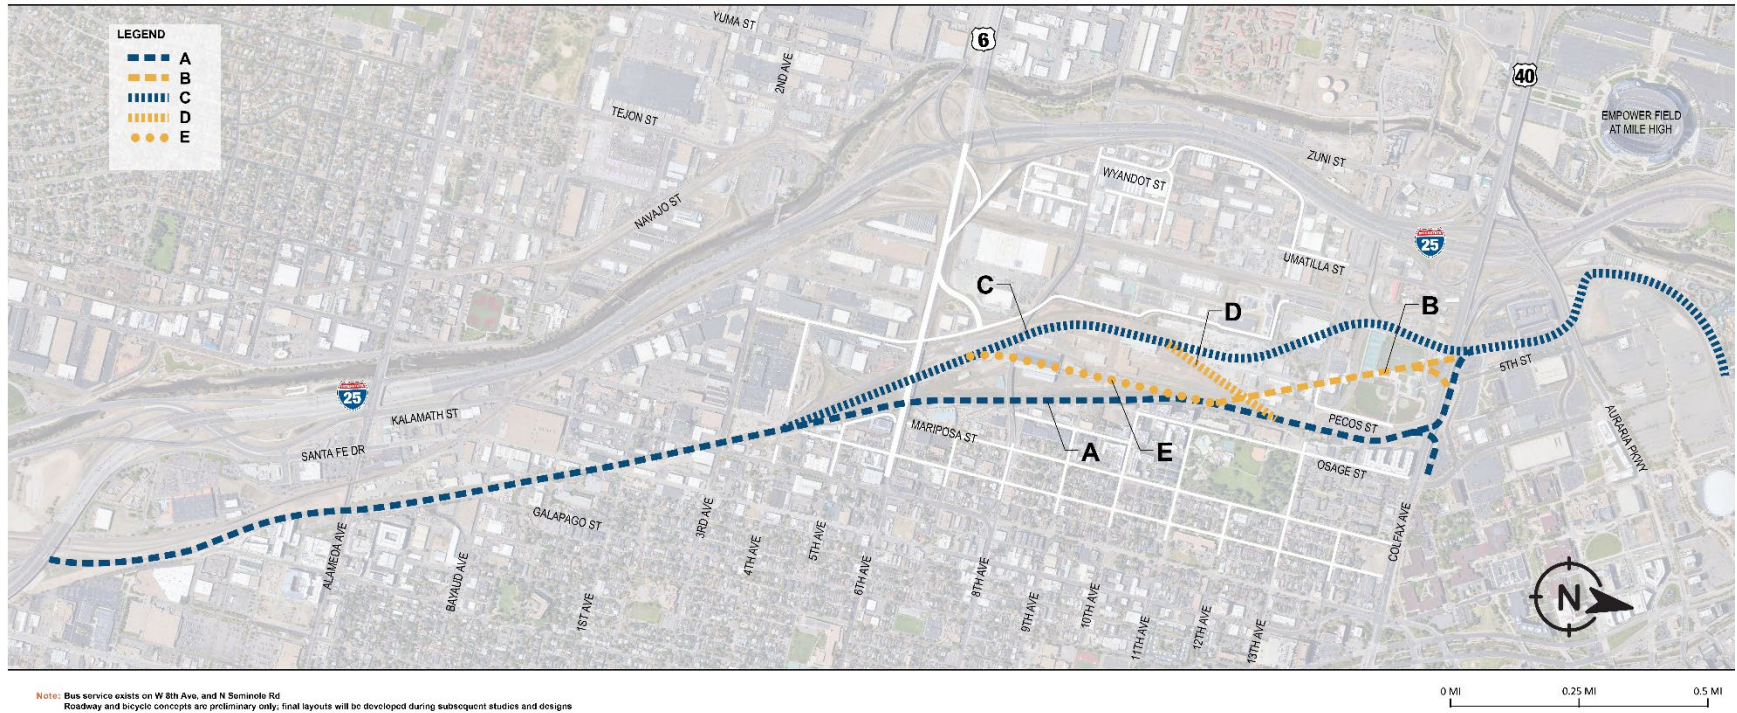 LEGEND
A
B
C
D
E
YUMA ST
2ND AVE
6
40
EMPOWER FIELD
AT MILE HIGH
TEJON ST
ZUNI ST
WYANDOT ST
NAVAJO ST
25
UMATILLA ST
C
D
B
5TH ST
25
KALAMATH ST
SANTA FE DR
MARIPOSA ST
A
E
PECOS ST
OSAGE ST
AURARIA PKWY
GALAPAGO ST
ALAMEDA AVE
BAYAUD AVE
1ST AVE
3RD AVE
4TH AVE
5TH AVE
6TH AVE
8TH AVE
9TH AVE
10TH AVE
11TH AVE
12TH AVE
13TH AVE
COLFAX AVE
N
Note: Bus service exists on W 8th Ave, and N Seminole Rd
Roadway and bicycle concepts are preliminary only; final layouts will be developed during subsequent studies and designs
0 MI 0.25 MI 0.5 MI